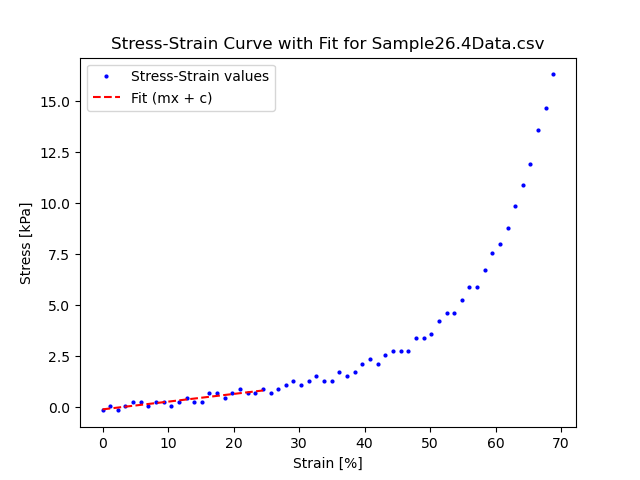 Stress-Strain Curve with Fit for Sample26.4Data.csv
Stress-Strain values
Fit (mx + c)
Stress [kPa]
15.0
12.5
10.0
7.5
5.0
2.5
0.0
0 10 20 30 40 50 60 70
Strain [%]